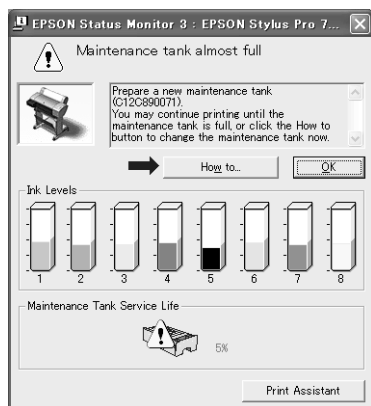 EPSON Status Monitor 3 : EPSON Stylus Pro 7...
Maintenance tank almost full
Prepare a new maintenance tank
(C12C890071).
You may continue printing until the
maintenance tank is full, or click the How to
button to change the maintenance tank now.
How to... OK
Ink Levels
1 2 3 4 5 6 7 8
Maintenance Tank Service Life
5%
Print Assistant